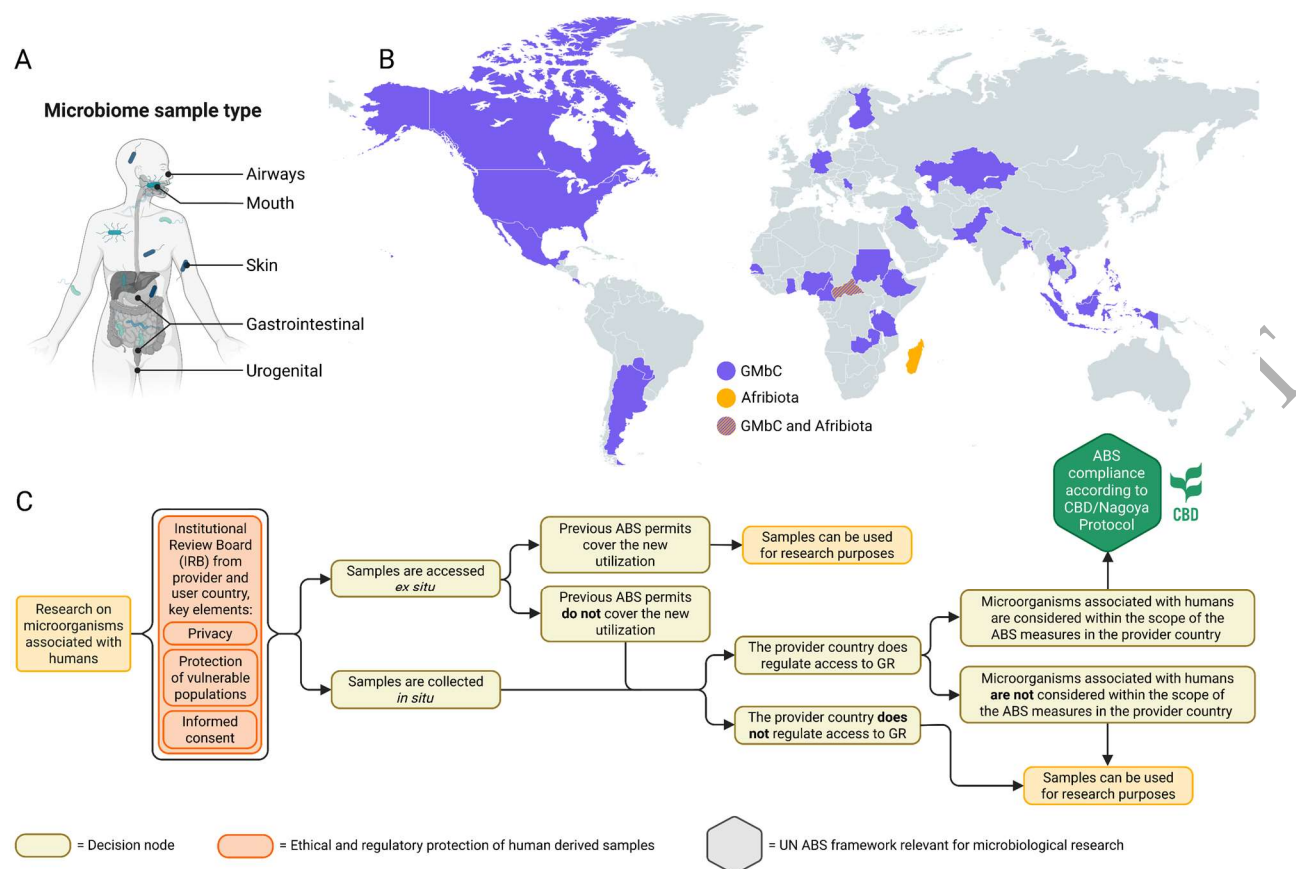 A
Microbiome sample type
Airways
Mouth
Skin
Gastrointestinal
Urogenital
B
GMbC
Afribiota
GMbC and Afribiota
C
Research on
microorganisms
associated with
humans
Institutional
Review Board
(IRB) from
provider and
user country,
key elements:
Privacy
Protection
of vulnerable
populations
Informed
consent
Samples are accessed
ex situ
Samples are collected
in situ
Previous ABS permits
cover the new
utilization
Previous ABS permits
do not cover the new
utilization
Samples can be used
for research purposes
The provider country does
regulate access to GR
The provider country does
not regulate access to GR
Microorganisms associated with humans
are considered within the scope of the
ABS measures in the provider country
Microorganisms associated with humans
are not considered within the scope of
the ABS measures in the provider country
ABS
compliance
according to
CBD/Nagoya
Protocol
CBD
Samples can be used
for research purposes
= Decision node
= Ethical and regulatory protection of human derived samples
= UN ABS framework relevant for microbiological research